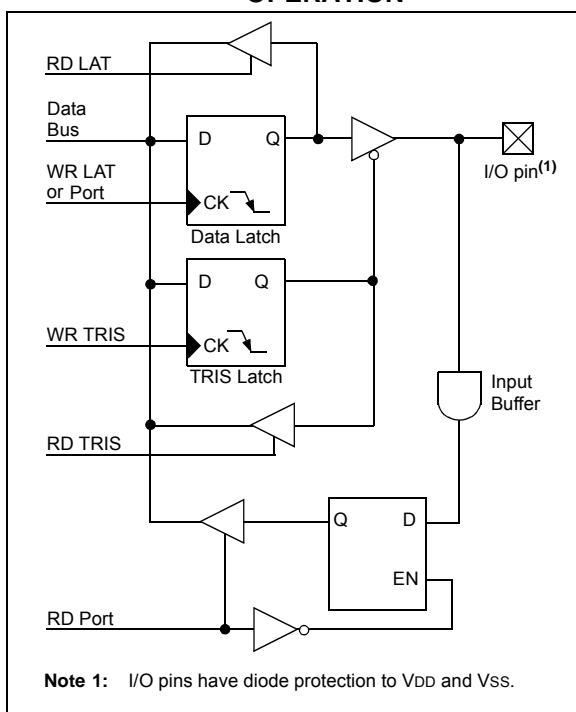 OPERATION
RD LAT
Data
Bus
D Q
WR LAT
or Port
CK
Data Latch
I/O pin(1)
D Q
WR TRIS
CK
TRIS Latch
Input
Buffer
RD TRIS
Q D
EN
RD Port
Note 1: I/O pins have diode protection to VDD and VSS.